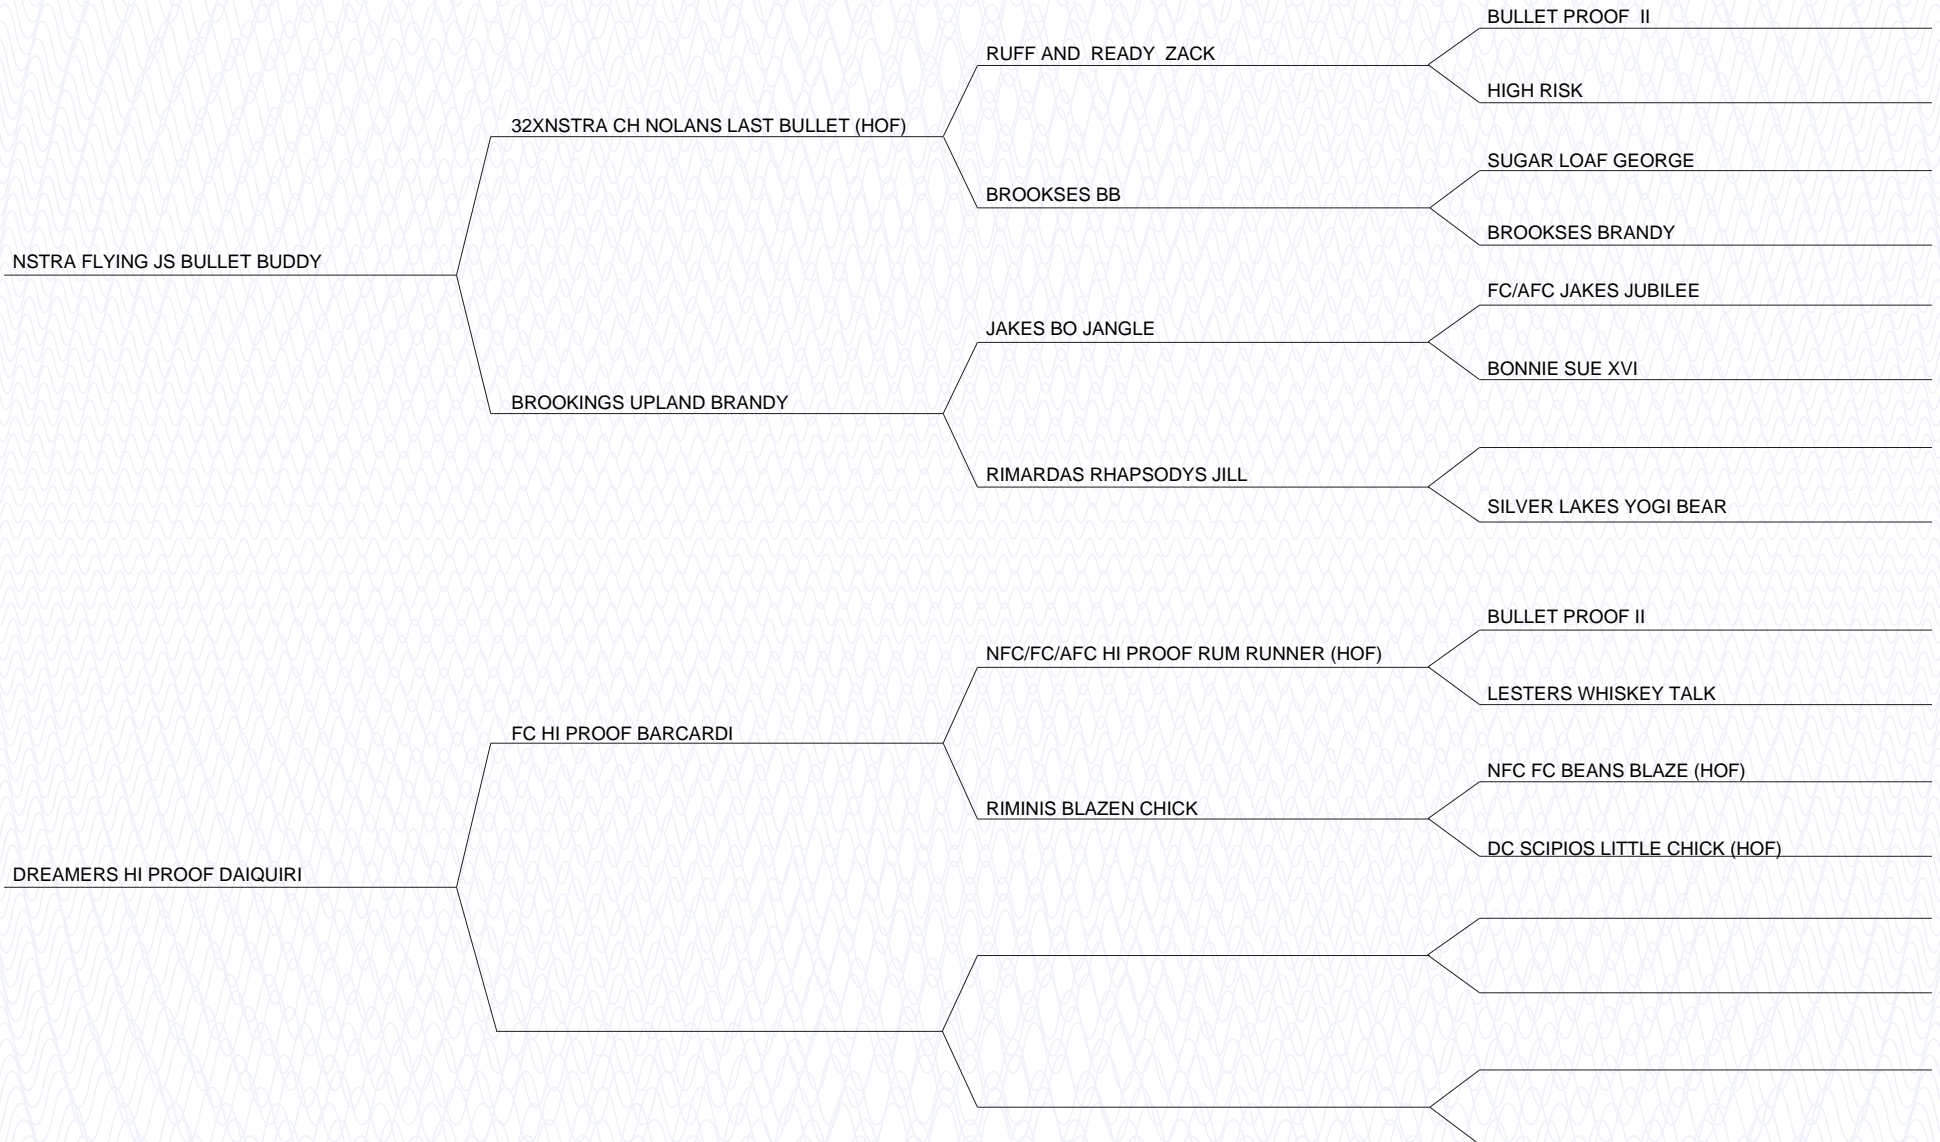 BULLET PROOF  II
RUFF AND  READY  ZACK
HIGH RISK
32XNSTRA CH NOLANS LAST BULLET (HOF)
SUGAR LOAF GEORGE
BROOKSES BB
BROOKSES BRANDY
NSTRA FLYING JS BULLET BUDDY
FC/AFC JAKES JUBILEE
JAKES BO JANGLE
BONNIE SUE XVI
BROOKINGS UPLAND BRANDY
RIMARDAS RHAPSODYS JILL
SILVER LAKES YOGI BEAR
BULLET PROOF II
NFC/FC/AFC HI PROOF RUM RUNNER (HOF)
LESTERS WHISKEY TALK
FC HI PROOF BARCARDI
NFC FC BEANS BLAZE (HOF)
RIMINIS BLAZEN CHICK
DC SCIPIOS LITTLE CHICK (HOF)
DREAMERS HI PROOF DAIQUIRI